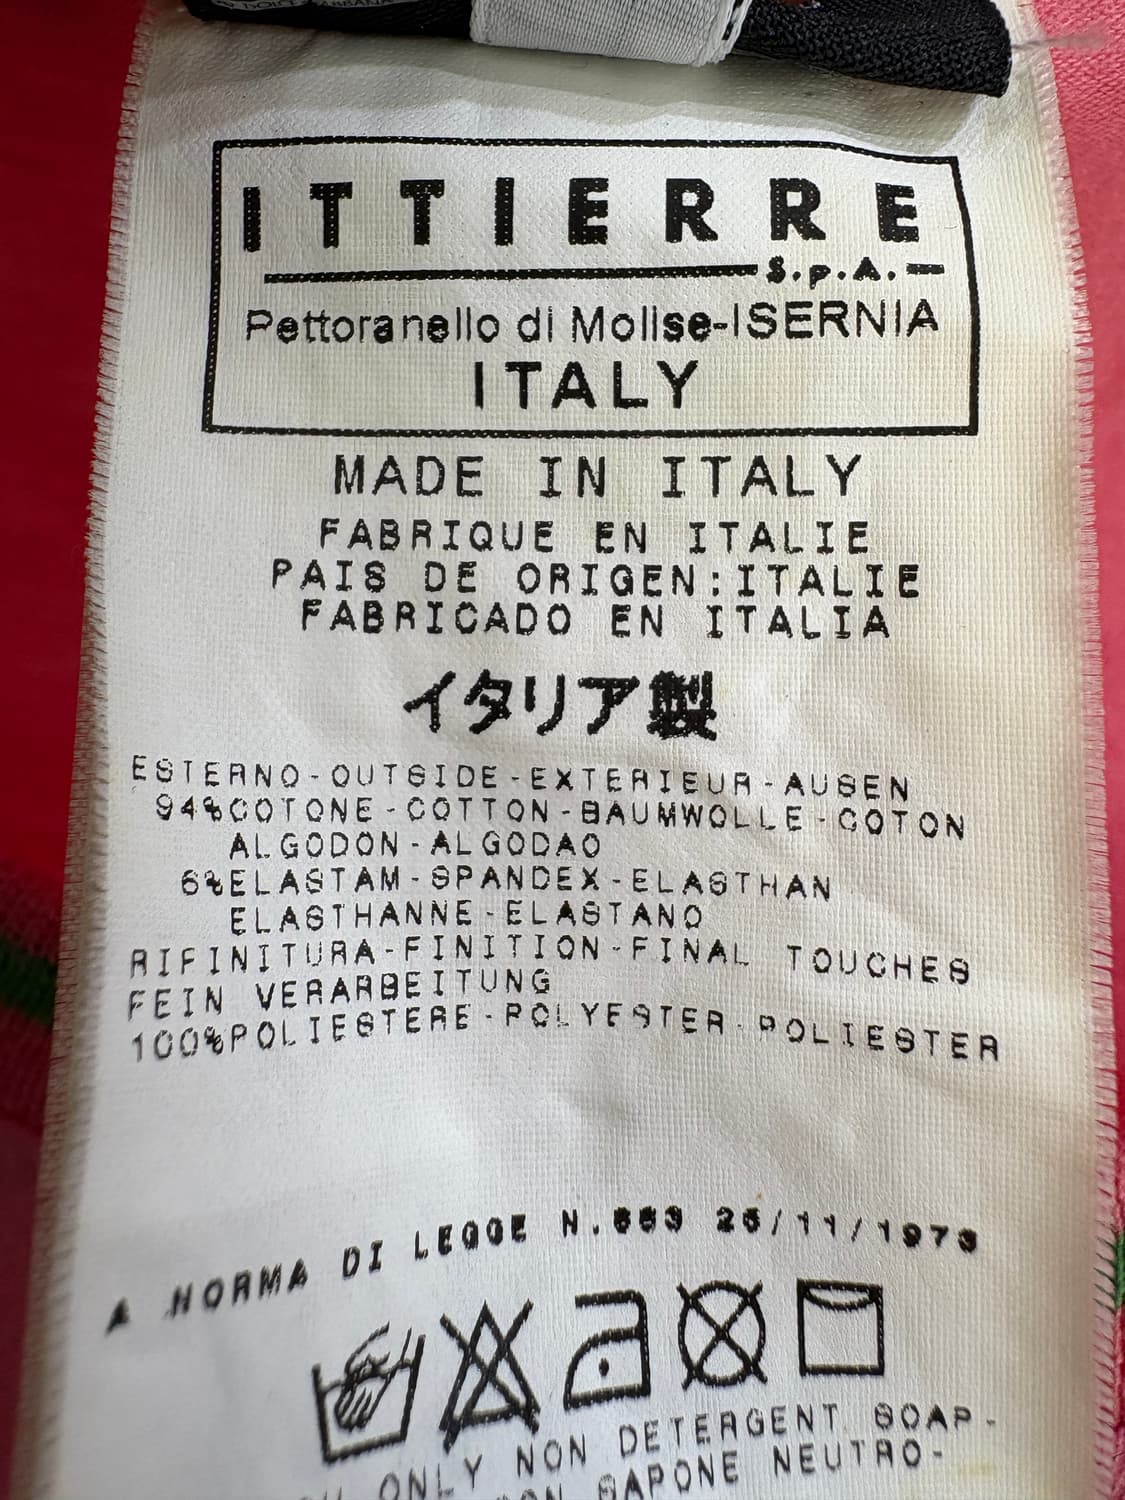 DOLCE GABBANA
ITTIERRE
S.p.A.
Pettoranello di Molise-ISERNIA
ITALY
MADE IN ITALY
FABRIQUE EN ITALIE
PAIS DE ORIGEN:ITALIE
FABRICADO EN ITALIA
イタリア製
ESTERNO-OUTSIDE-EXTERIEUR-AUSEN
94%COTONE-COTTON-BAUMWOLLE-COTON
ALGODON-ALGODAO
6%ELASTAM-SPANDEX-ELASTHAN
ELASTHANNE-ELASTANO
RIFINITURA-FINITION-FINAL TOUCHES
FEIN VERARBEITUNG
100%POLIESTERE-POLYESTER-POLIESTER
A NORMA DI LEGGE N.883 26/11/1973
ONLY NON DETERGENT SOAP-
SAPONE NEUTRO-